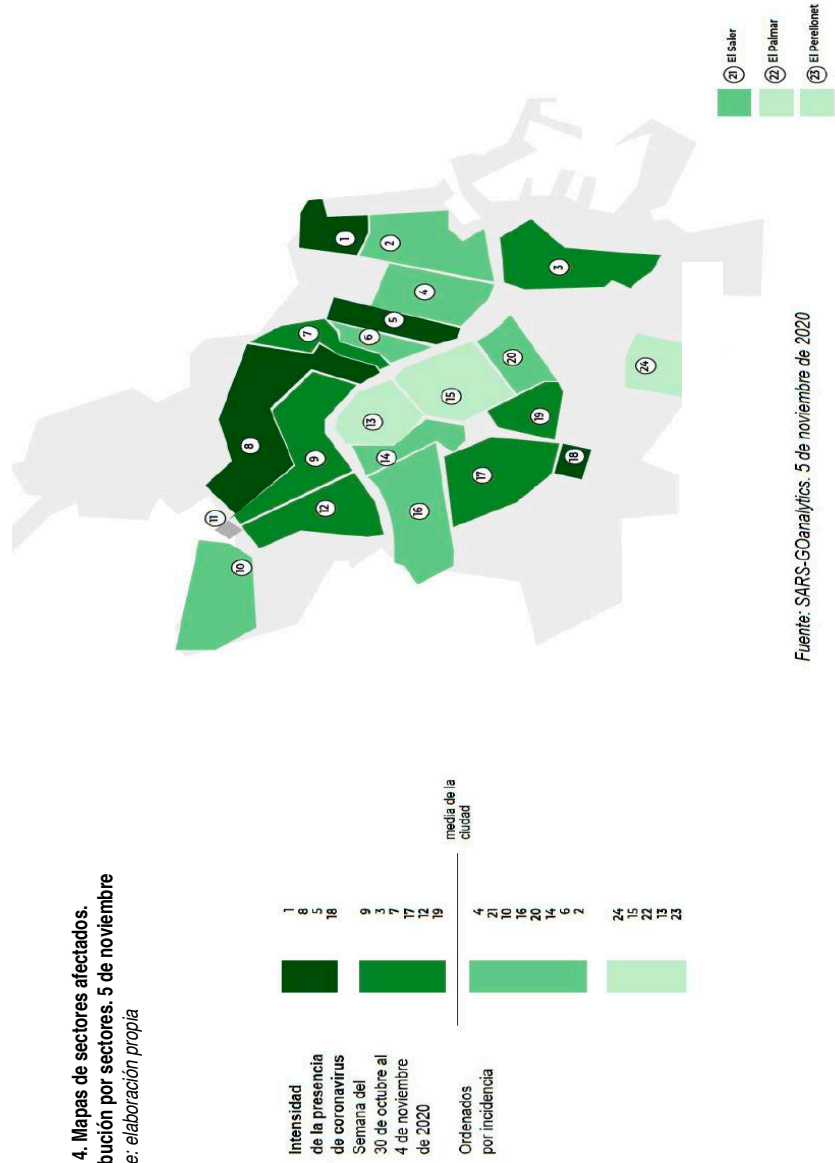 4. Mapas de sectores afectados.
bución por sectores. 5 de noviembre
e: elaboración propia
Intensidad
de la presencia
de coronavirus
Semana del
30 de octubre al
4 de noviembre
de 2020
Ordenados
por incidencia
1
8
5
18
9
3
7
17
12
19
media de la
ciudad
4
21
10
16
20
14
6
2
24
15
22
13
23
1
2
3
4
5
6
7
8
9
10
11
12
13
14
15
16
17
18
19
20
24
21 El Saler
22 El Palmar
23 El Perellonet
Fuente: SARS-GOanalytics. 5 de noviembre de 2020